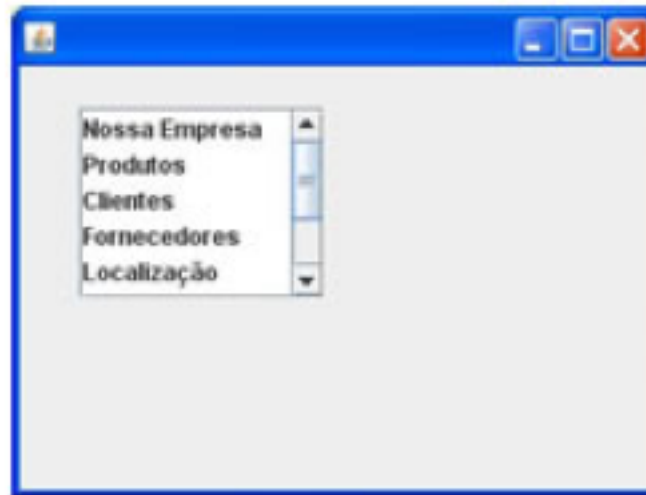 Nossa Empresa
Produtos
Clientes
Fornecedores
Localização